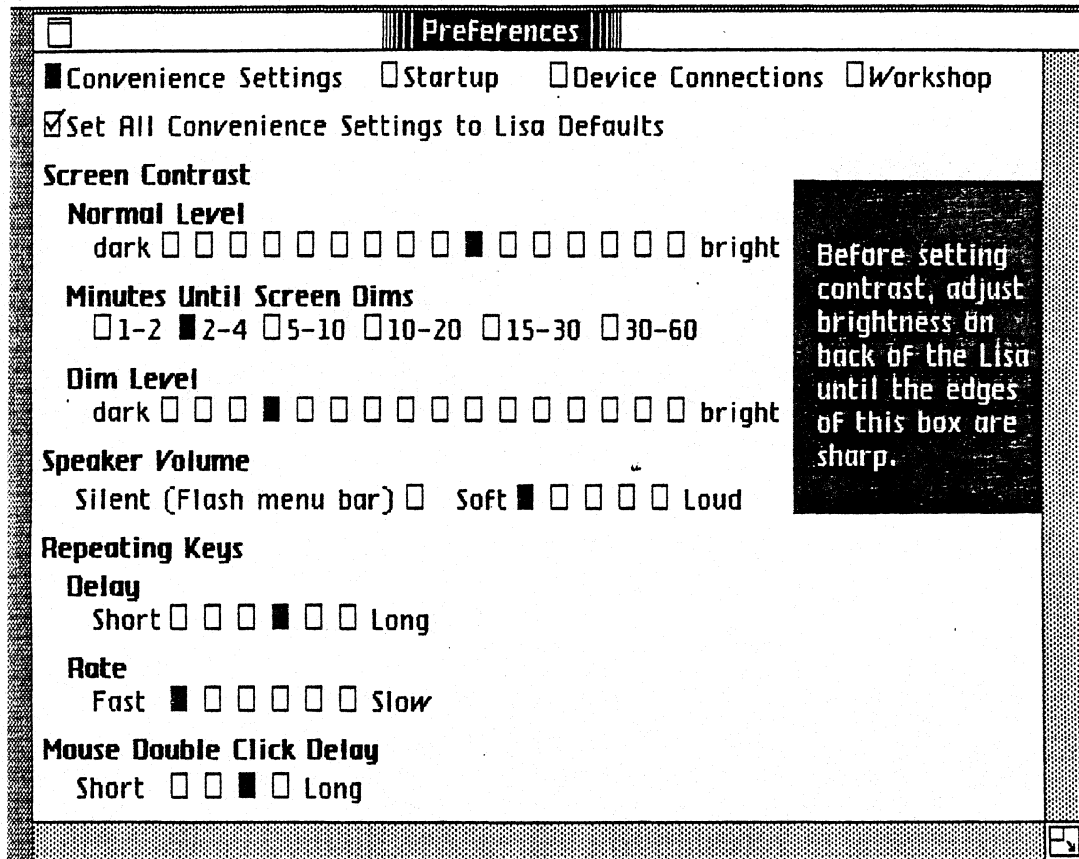 Preferences
Convenience Settings Startup Device Connections Workshop
Set All Convenience Settings to Lisa Defaults
Screen Contrast
Normal Level
dark bright
Minutes Until Screen Dims
1-2 2-4 5-10 10-20 15-30 30-60
Dim Level
dark bright
Before setting
contrast, adjust
brightness on
back of the Lisa
until the edges
of this box are
sharp.
Speaker Volume
Silent (Flash menu bar) Soft Loud
Repeating Keys
Delay
Short Long
Rate
Fast Slow
Mouse Double Click Delay
Short Long